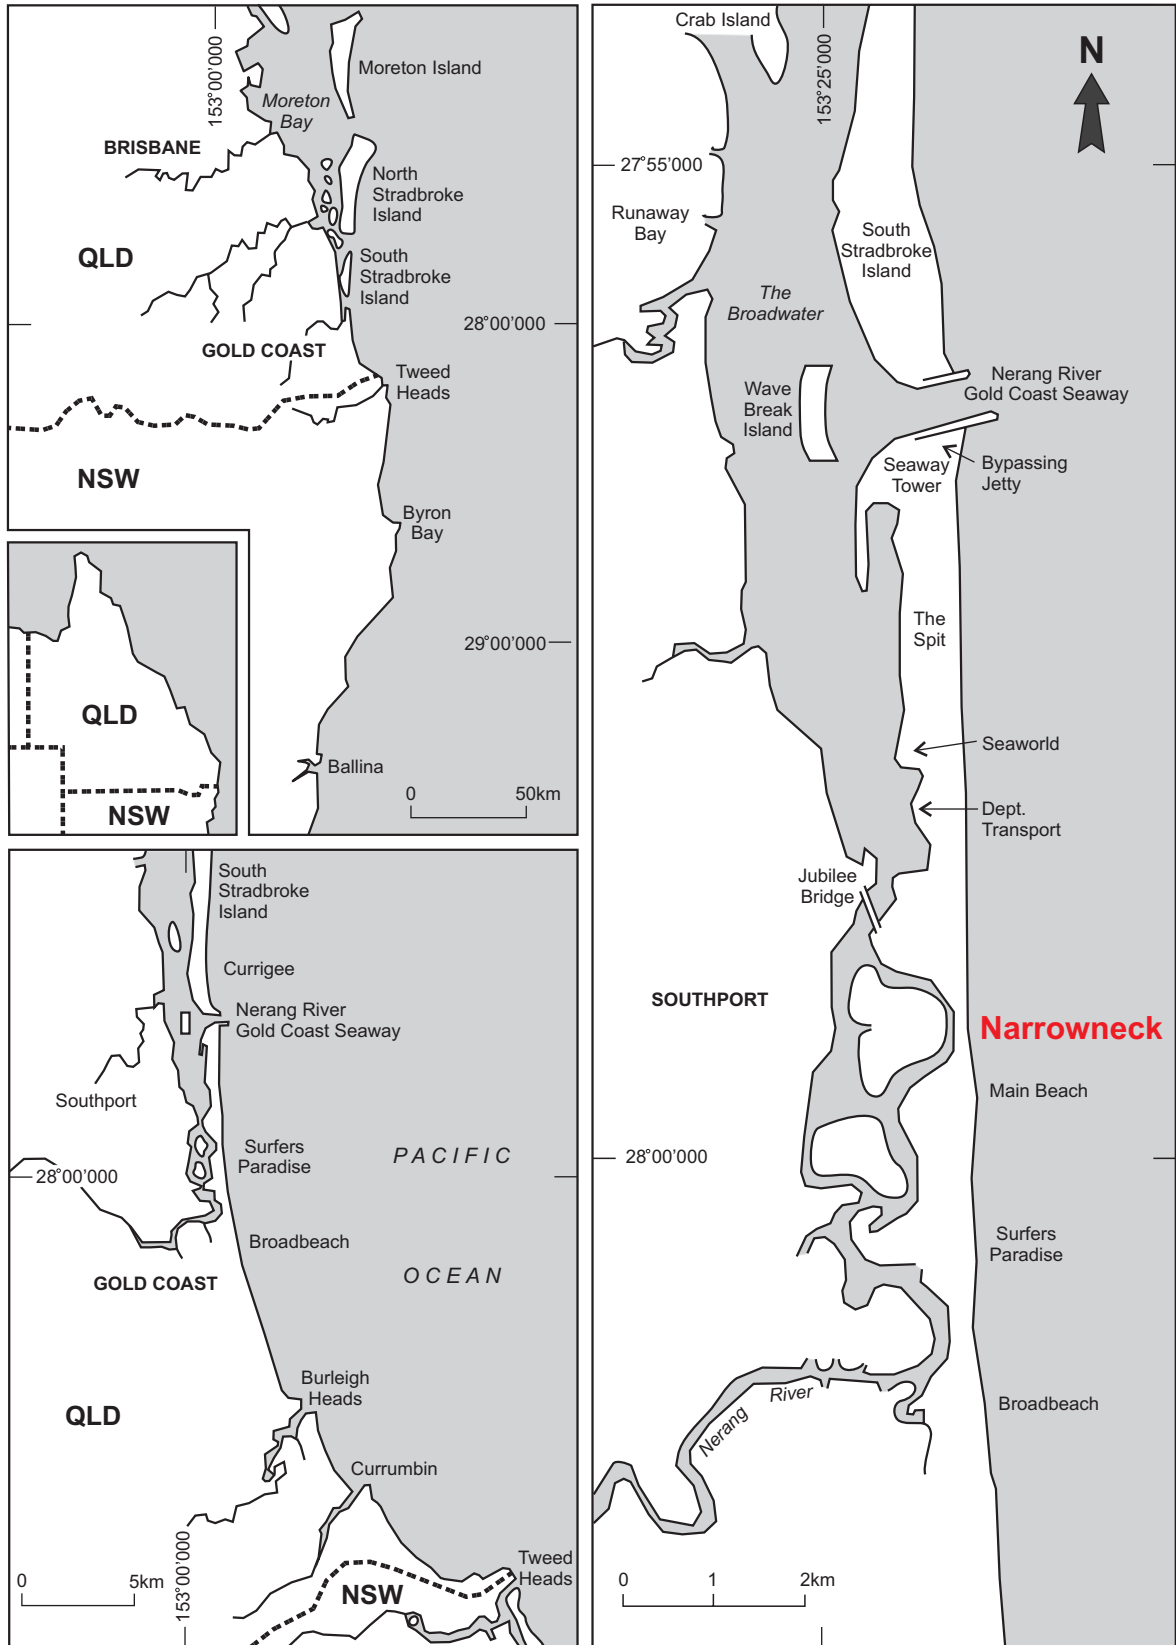 153°00’000
Moreton Island
Moreton
Bay
BRISBANE
North
Stradbroke
Island
QLD
South
Stradbroke
Island
28°00’000
GOLD COAST
Tweed
Heads
NSW
Byron
Bay
29°00’000
Ballina
0
50km
QLD
NSW
South
Stradbroke
Island
Currigee
Nerang River
Gold Coast Seaway
Southport
Surfers
Paradise
PACIFIC
28°00’000
Broadbeach
OCEAN
GOLD COAST
Burleigh
Heads
QLD
Currumbin
153°00’000
Tweed
Heads
0
5km
NSW
Crab Island
153°25’000
N
27°55’000
Runaway
Bay
South
Stradbroke
Island
The
Broadwater
Nerang River
Gold Coast Seaway
Wave
Break
Island
Seaway
Tower
Bypassing
Jetty
The
Spit
Seaworld
Dept.
Transport
Jubilee
Bridge
SOUTHPORT
Narrowneck
Main Beach
28°00’000
Surfers
Paradise
Nerang
River
Broadbeach
0
1
2km